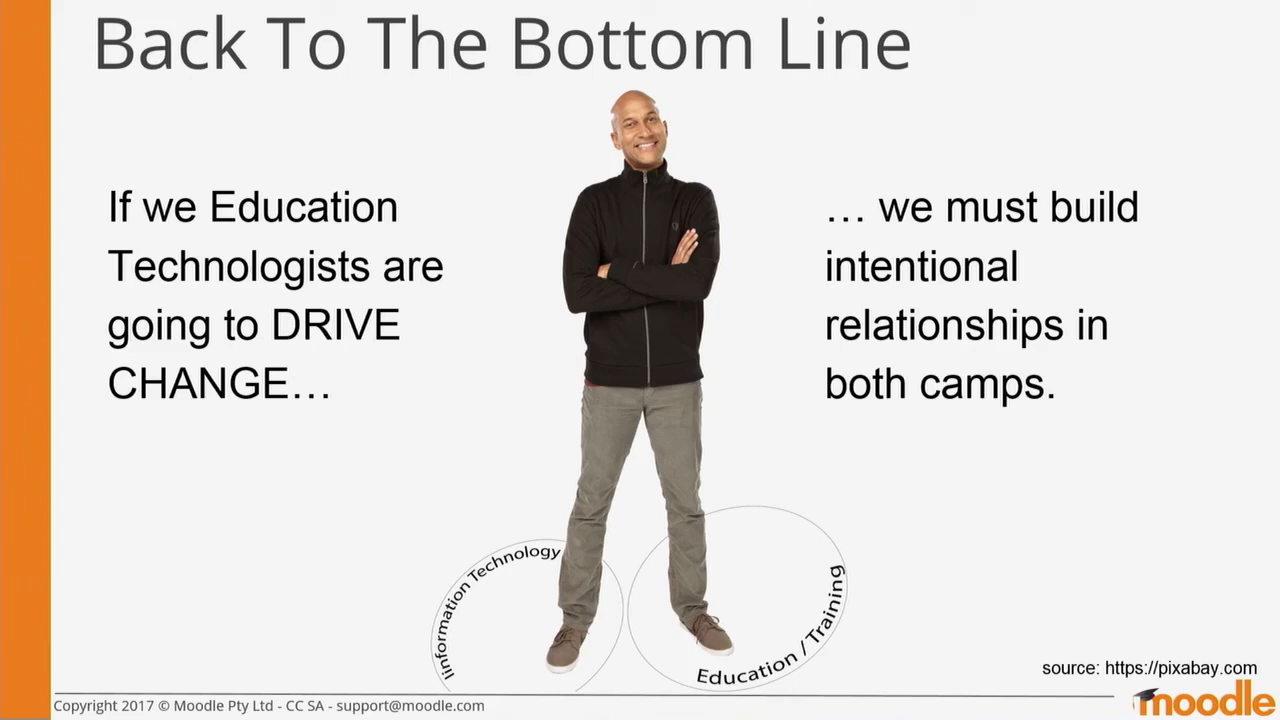 Back To The Bottom Line
If we Education
Technologists are
going to DRIVE
CHANGE…
… we must build
intentional
relationships in
both camps.
Iinformation Technology
Education / Training
source: https://pixabay.com
Copyright 2017 © Moodle Pty Ltd - CC SA - support@moodle.com
moodle